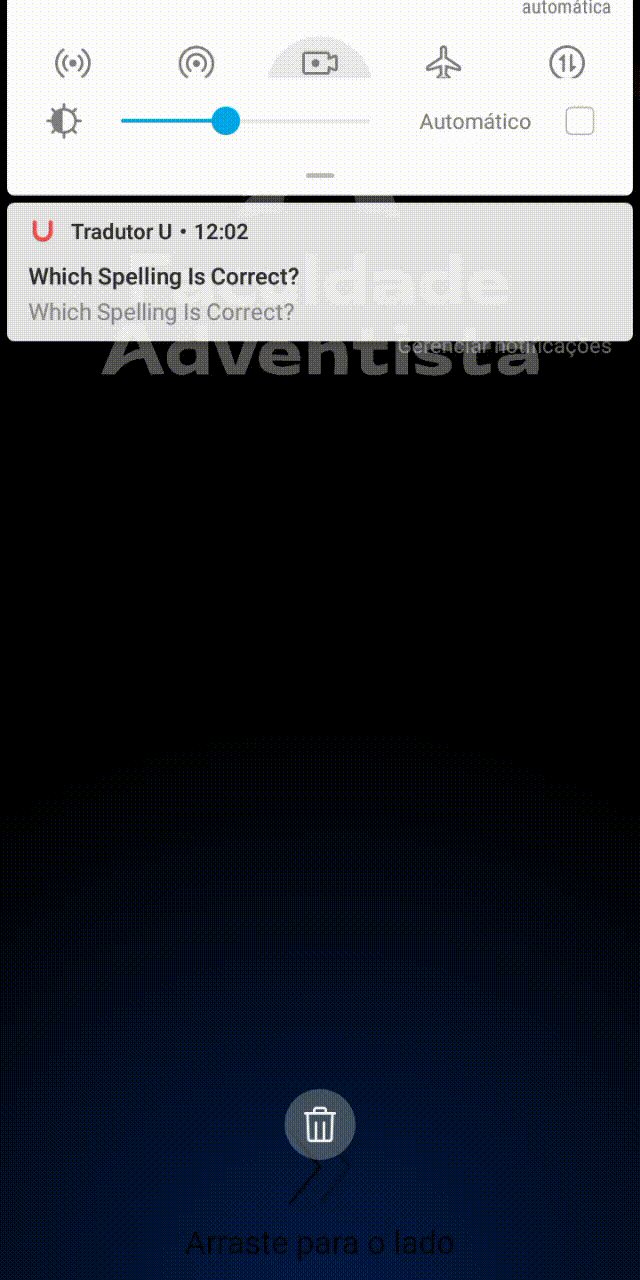 automática
Automático
Tradutor U • 12:02
Which Spelling Is Correct?
Which Spelling Is Correct?
Faculdade
Adventista
Gerenciar notificações
Arraste para o lado